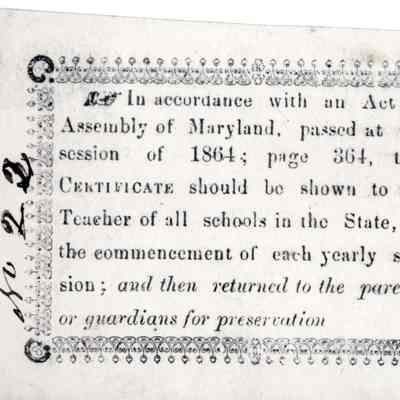 In accordance with an Act
Assembly of Maryland, passed at
session of 1864; page 364, t
CERTIFICATE should be shown to
Teacher of all schools in the State,
the commencement of each yearly s
sion; and then returned to the pare
or guardians for preservation
No 22